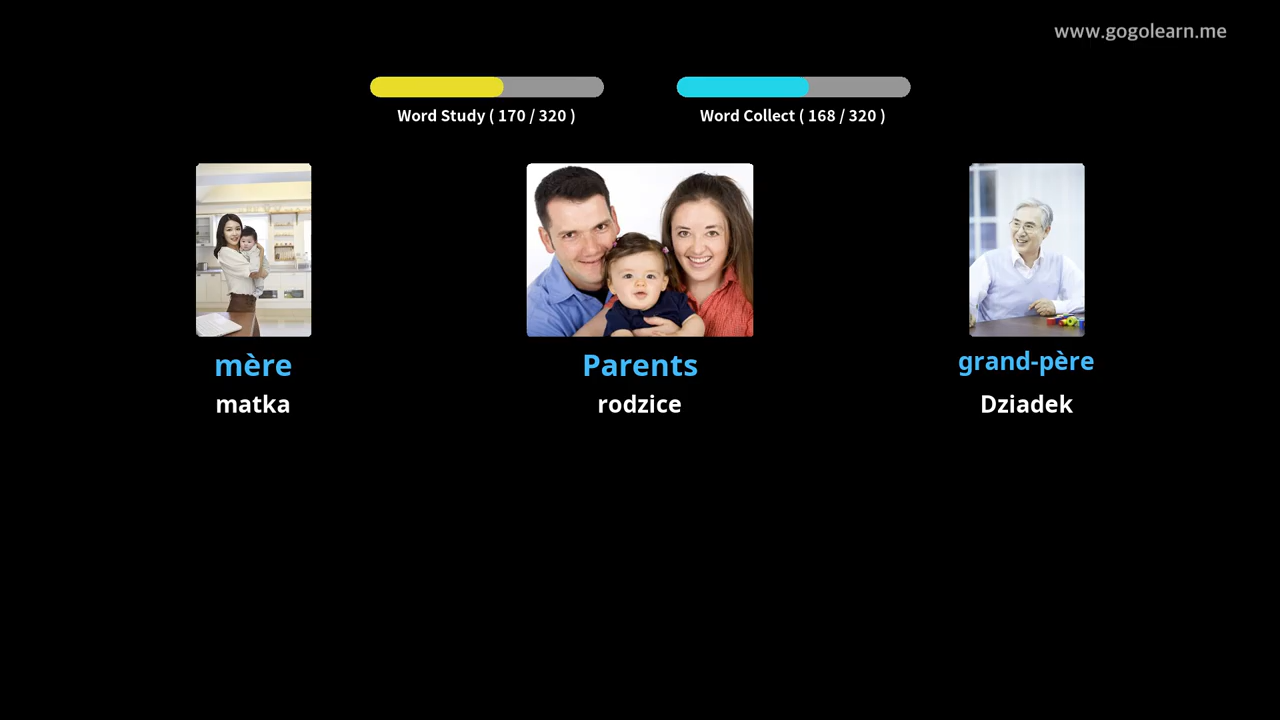 www.gogolearn.me
Word Study ( 170 / 320 )
Word Collect ( 168 / 320 )
mère
Parents
grand-père
matka
rodzice
Dziadek